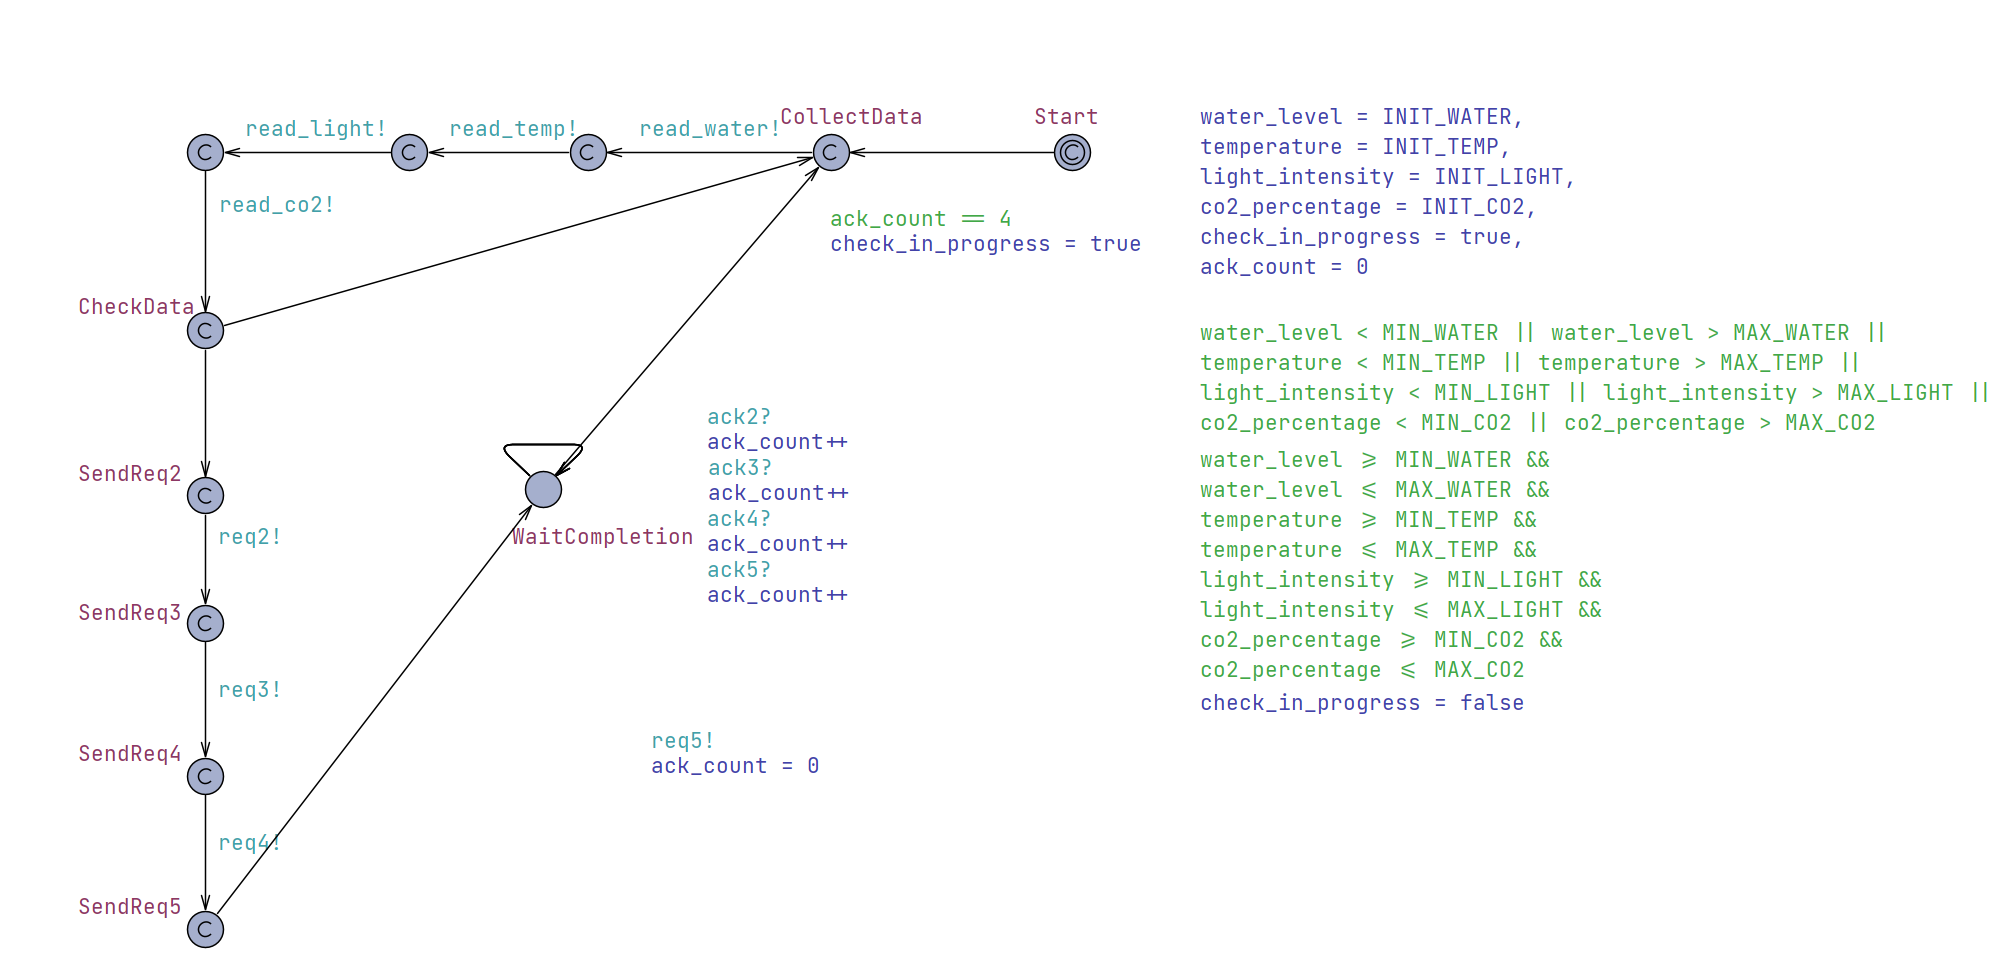 CollectData
Start
read_light!
read_temp!
read_water!
C
C
C
C
C
read_co2!
ack_count == 4
check_in_progress = true
CheckData
C
SendReq2
C
req2!
SendReq3
C
req3!
SendReq4
C
req4!
SendReq5
C
WaitCompletion
ack2?
ack_count++
ack3?
ack_count++
ack4?
ack_count++
ack5?
ack_count++
req5!
ack_count = 0
water_level = INIT_WATER,
temperature = INIT_TEMP,
light_intensity = INIT_LIGHT,
co2_percentage = INIT_CO2,
check_in_progress = true,
ack_count = 0
water_level < MIN_WATER || water_level > MAX_WATER ||
temperature < MIN_TEMP || temperature > MAX_TEMP ||
light_intensity < MIN_LIGHT || light_intensity > MAX_LIGHT ||
co2_percentage < MIN_CO2 || co2_percentage > MAX_CO2
water_level ⩾ MIN_WATER &&
water_level ⩽ MAX_WATER &&
temperature ⩾ MIN_TEMP &&
temperature ⩽ MAX_TEMP &&
light_intensity ⩾ MIN_LIGHT &&
light_intensity ⩽ MAX_LIGHT &&
co2_percentage ⩾ MIN_CO2 &&
co2_percentage ⩽ MAX_CO2
check_in_progress = false